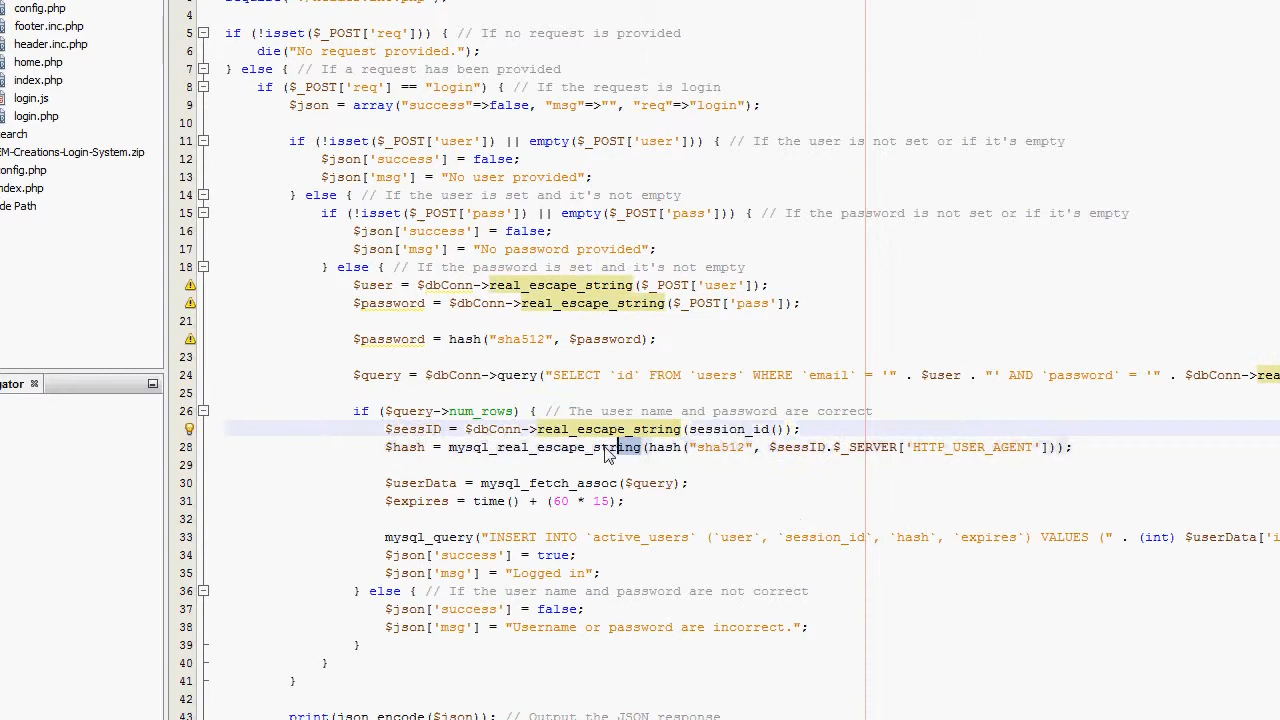 config.php
footer.inc.php
header.inc.php
home.php
index.php
login.js
login.php
earch
EM-Creations-Login-System.zip
config.php
index.php
de Path
gator
4
5 if (!isset($_POST['req'])) { // If no request is provided
6 die("No request provided.");
7 } else { // If a request has been provided
8 if ($_POST['req'] == "login") { // If the request is login
9 $json = array("success"=>false, "msg"=>"", "req"=>"login");
10
11 if (!isset($_POST['user']) || empty($_POST['user'])) { // If the user is not set or if it's empty
12 $json['success'] = false;
13 $json['msg'] = "No user provided";
14 } else { // If the user is set and it's not empty
15 if (!isset($_POST['pass']) || empty($_POST['pass'])) { // If the password is not set or if it's empty
16 $json['success'] = false;
17 $json['msg'] = "No password provided";
18 } else { // If the password is set and it's not empty
$user = $dbConn->real_escape_string($_POST['user']);
$password = $dbConn->real_escape_string($_POST['pass']);
21
$password = hash("sha512", $password);
23
24 $query = $dbConn->query("SELECT `id` FROM `users` WHERE `email` = '" . $user . "' AND `password` = '" . $dbConn->rea
25
26 if ($query->num_rows) { // The user name and password are correct
$sessID = $dbConn->real_escape_string(session_id());
28 $hash = mysql_real_escape_string(hash("sha512", $sessID.$_SERVER['HTTP_USER_AGENT']));
29
30 $userData = mysql_fetch_assoc($query);
31 $expires = time() + (60 * 15);
32
33 mysql_query("INSERT INTO `active_users` (`user`, `session_id`, `hash`, `expires`) VALUES (" . (int) $userData['i
34 $json['success'] = true;
35 $json['msg'] = "Logged in";
36 } else { // If the user name and password are not correct
37 $json['success'] = false;
38 $json['msg'] = "Username or password are incorrect.";
39 }
40 }
41 }
42
43 print(json_encode($json)); // Output the JSON response